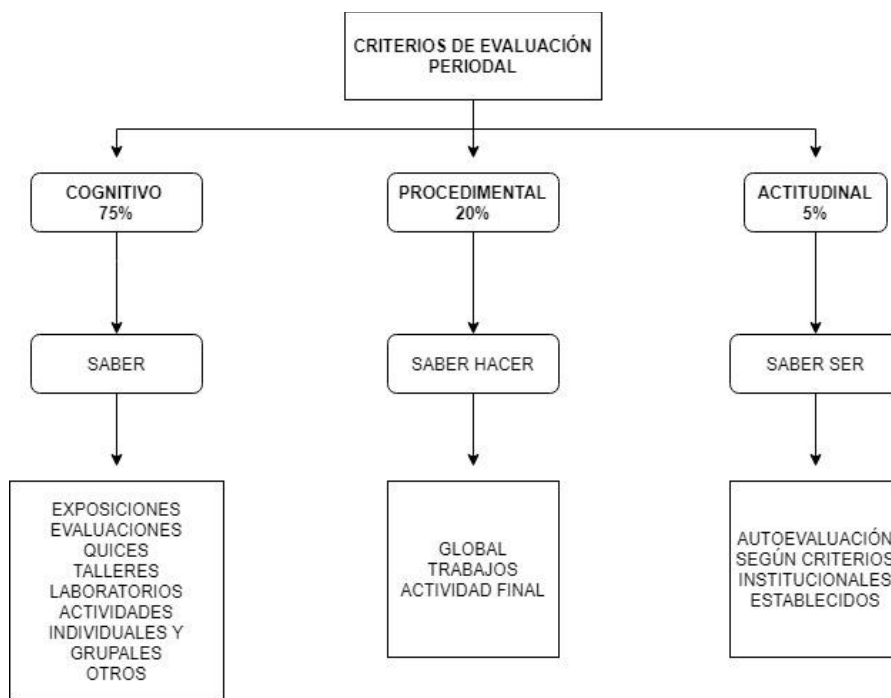 CRITERIOS DE EVALUACIÓN
PERIODAL
COGNITIVO
75%
PROCEDIMENTAL
20%
ACTITUDINAL
5%
SABER
SABER HACER
SABER SER
EXPOSICIONES
EVALUACIONES
QUICES
TALLERES
LABORATORIOS
ACTIVIDADES
INDIVIDUALES Y
GRUPALES
OTROS
GLOBAL
TRABAJOS
ACTIVIDAD FINAL
AUTOEVALUACIÓN
SEGÚN CRITERIOS
INSTITUCIONALES
ESTABLECIDOS